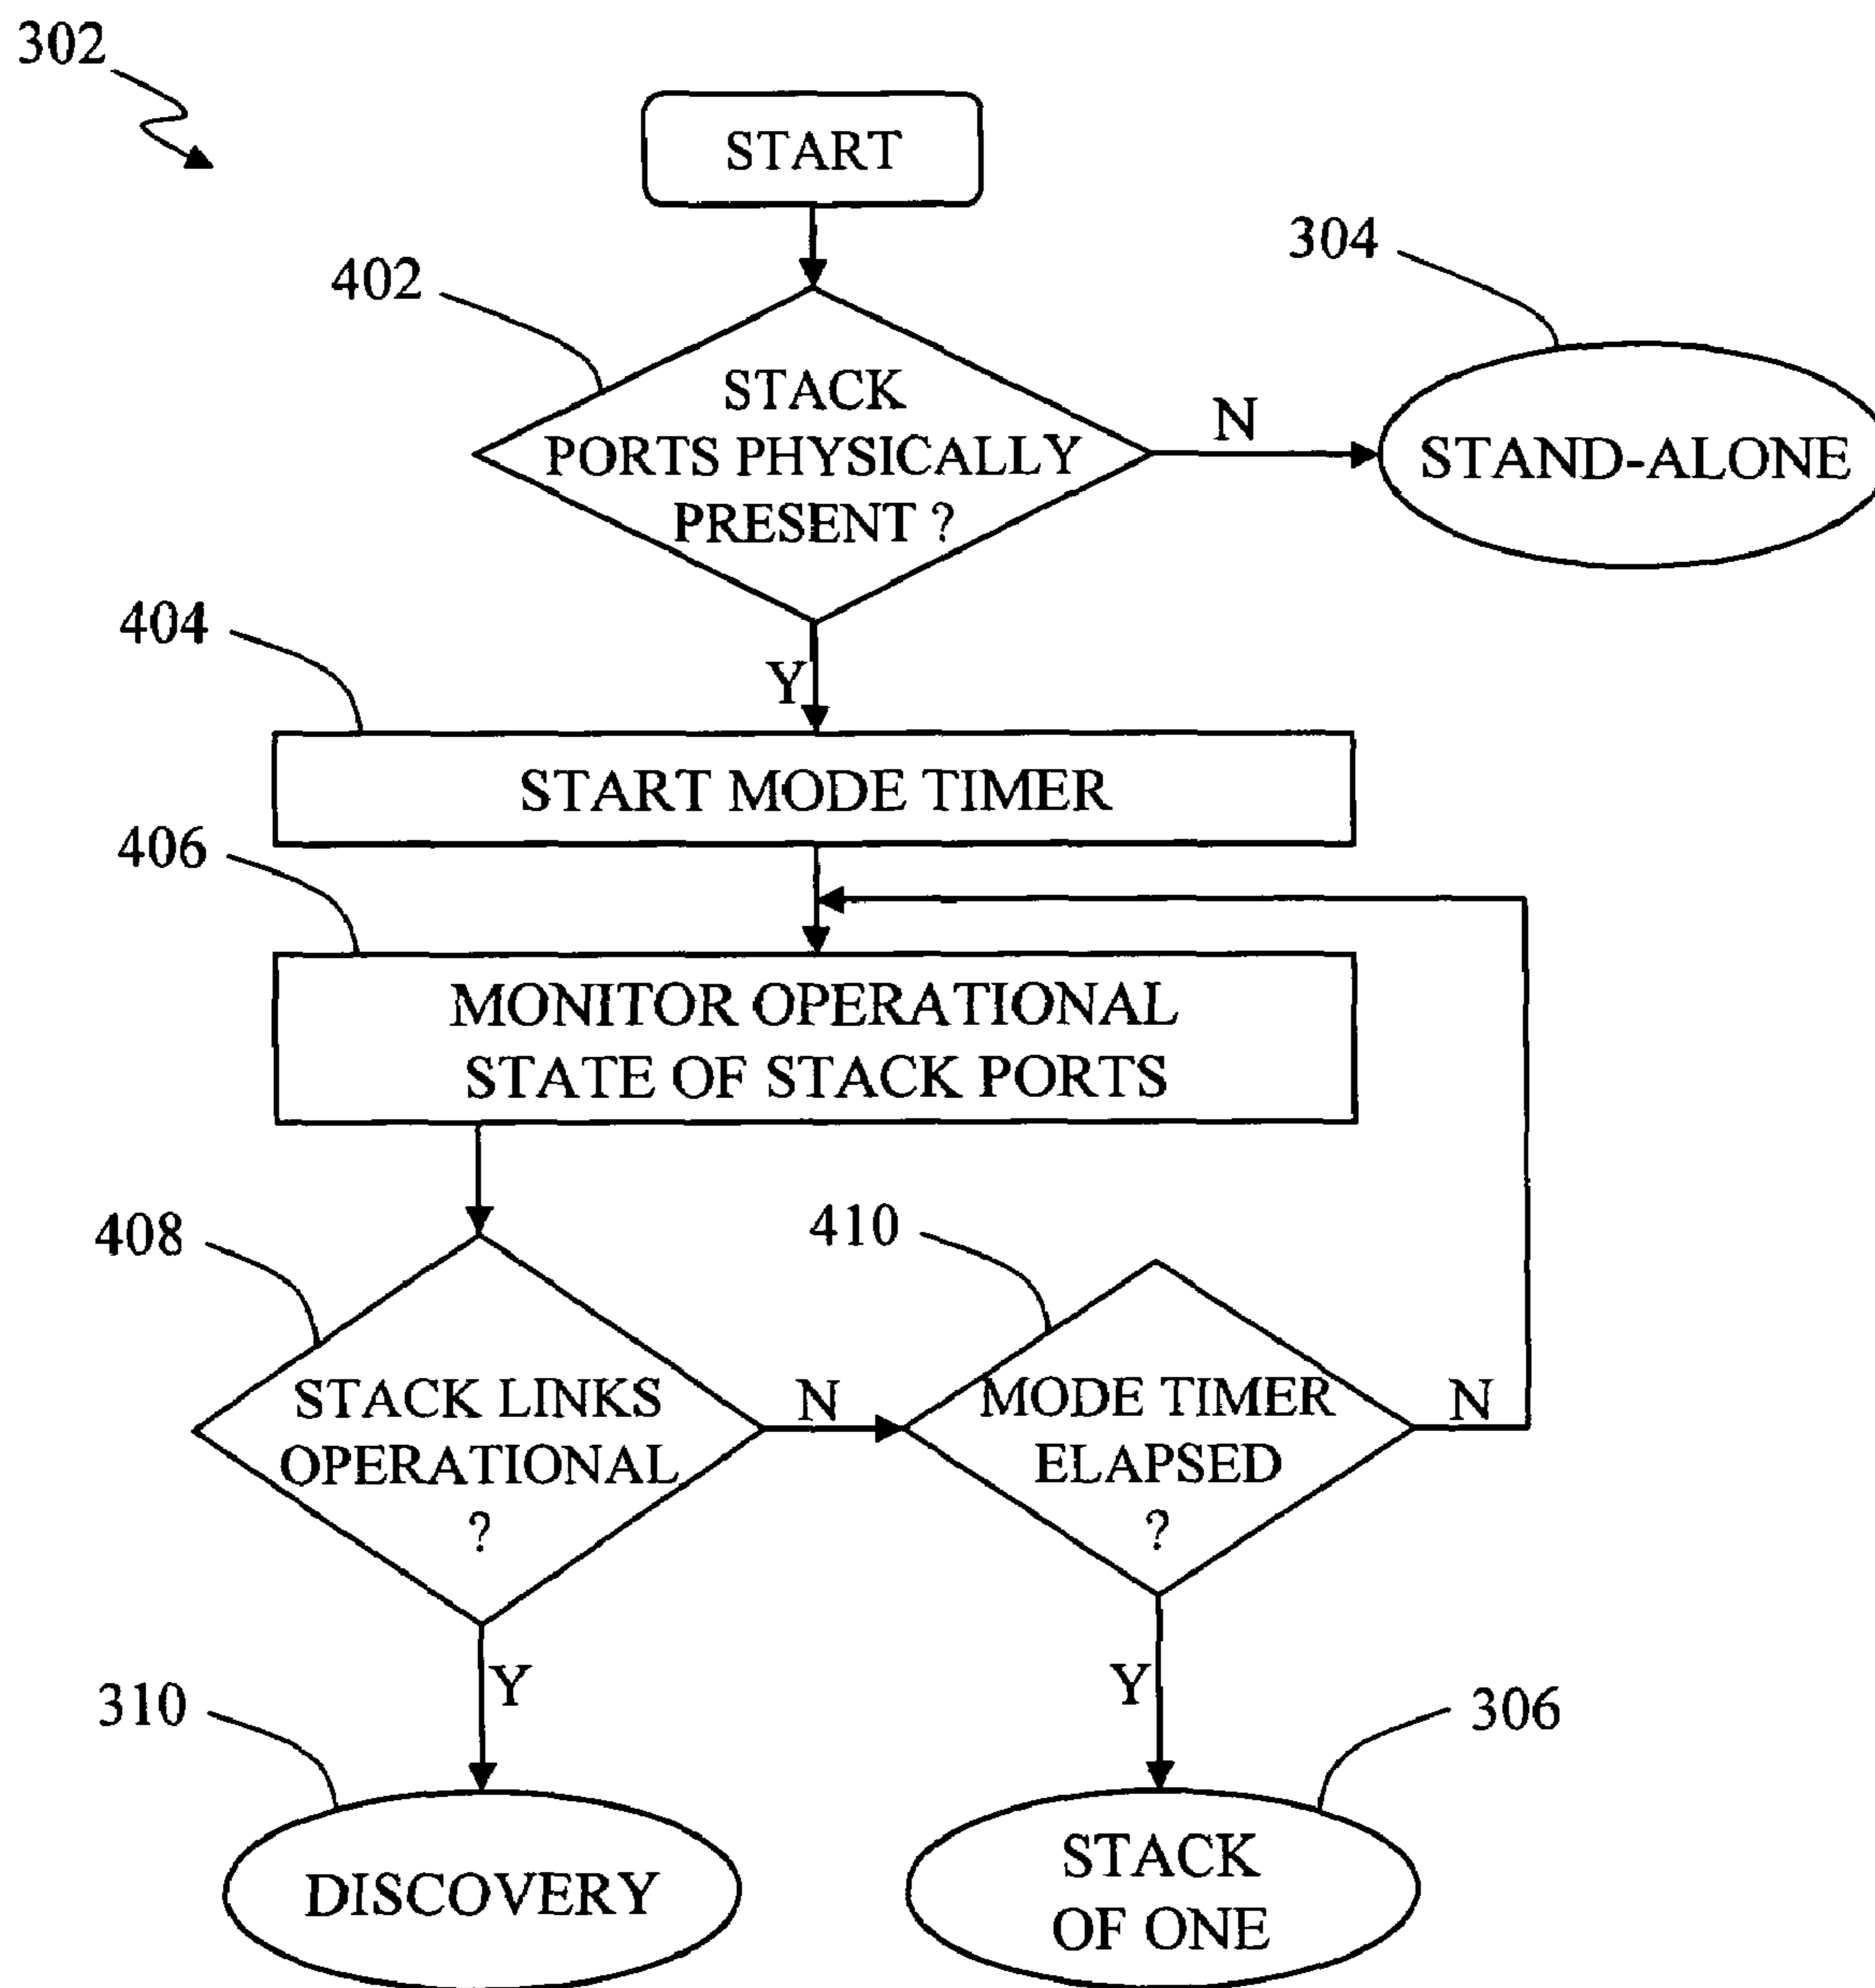 302
START
304
402
STACK
PORTS PHYSICALLY
PRESENT ?
N
STAND-ALONE
404
Y
START MODE TIMER
406
MONITOR OPERATIONAL
STATE OF STACK PORTS
408
410
STACK LINKS
OPERATIONAL
?
N
MODE TIMER
ELAPSED
?
N
Y
Y
310
306
DISCOVERY
STACK
OF ONE